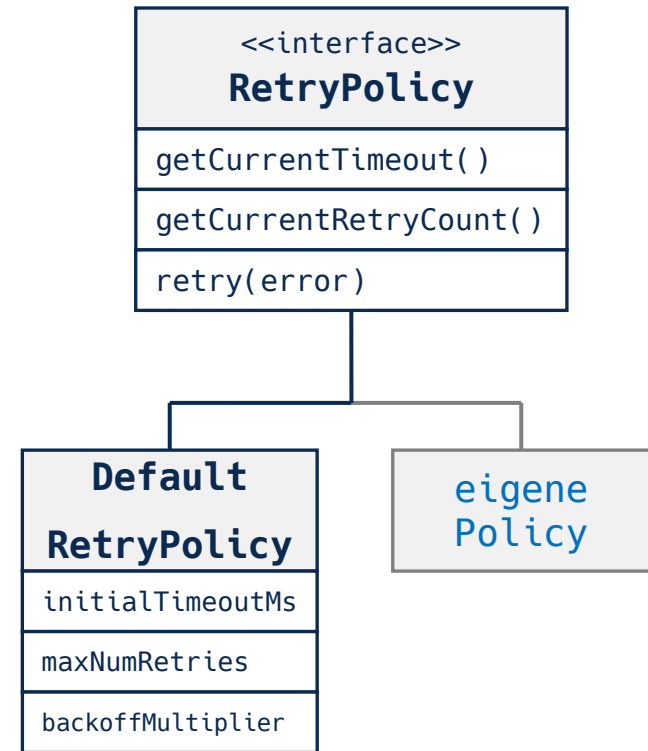 <<interface>>
RetryPolicy
getCurrentTimeout()
getCurrentRetryCount()
retry(error)
Default
RetryPolicy
initialTimeoutMs
maxNumRetries
backoffMultiplier
eigene
Policy